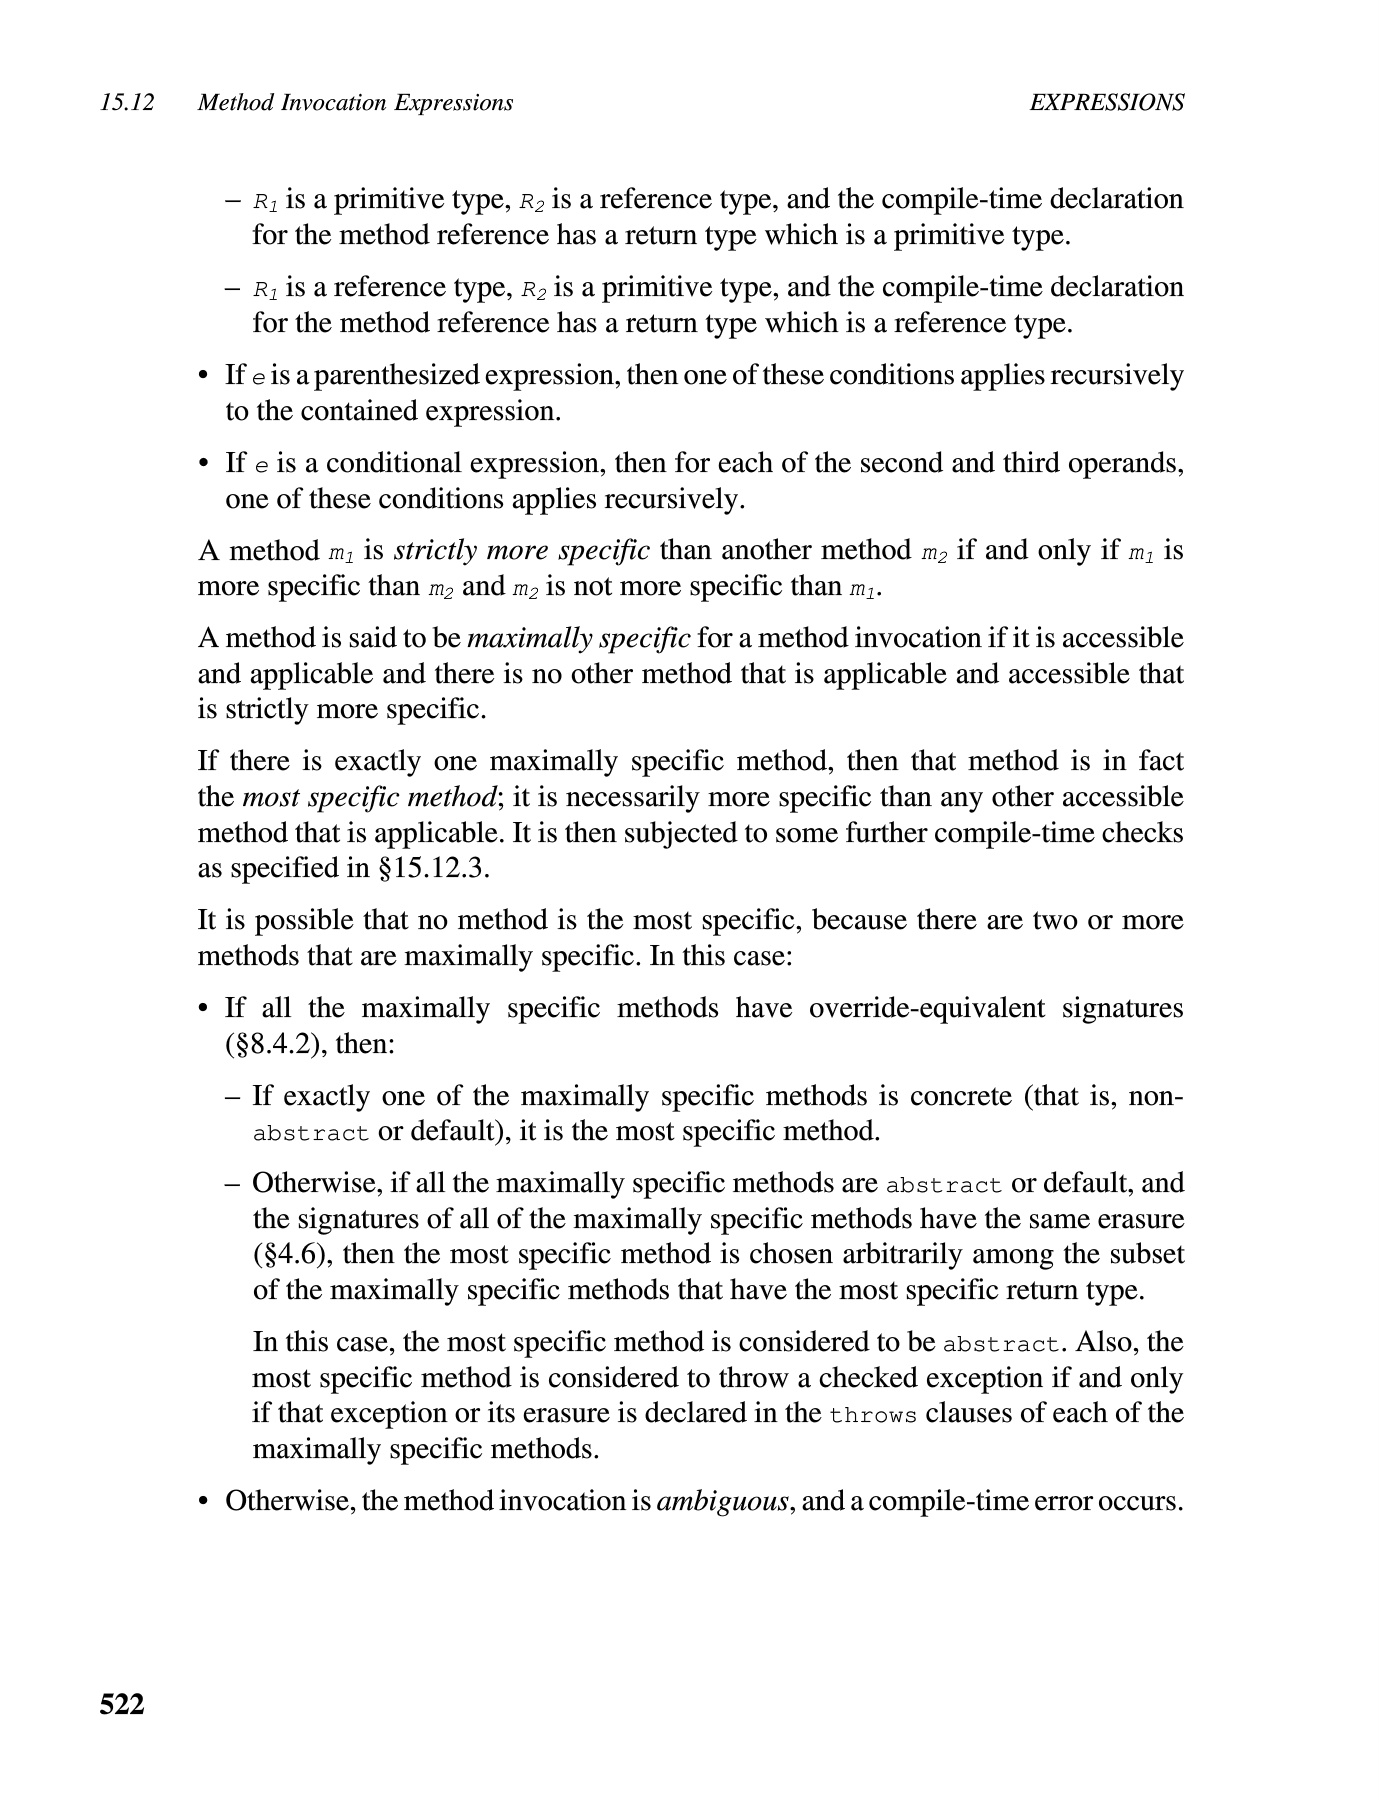 15.12 Method Invocation Expressions EXPRESSIONS
– R1 is a primitive type, R2 is a reference type, and the compile-time declaration
for the method reference has a return type which is a primitive type.
– R1 is a reference type, R2 is a primitive type, and the compile-time declaration
for the method reference has a return type which is a reference type.
• If e is a parenthesized expression, then one of these conditions applies recursively
to the contained expression.
• If e is a conditional expression, then for each of the second and third operands,
one of these conditions applies recursively.
A method m1 is strictly more specific than another method m2 if and only if m1 is
more specific than m2 and m2 is not more specific than m1.
A method is said to be maximally specific for a method invocation if it is accessible
and applicable and there is no other method that is applicable and accessible that
is strictly more specific.
If there is exactly one maximally specific method, then that method is in fact
the most specific method; it is necessarily more specific than any other accessible
method that is applicable. It is then subjected to some further compile-time checks
as specified in §15.12.3.
It is possible that no method is the most specific, because there are two or more
methods that are maximally specific. In this case:
• If all the maximally specific methods have override-equivalent signatures
(§8.4.2), then:
– If exactly one of the maximally specific methods is concrete (that is, non-
abstract or default), it is the most specific method.
– Otherwise, if all the maximally specific methods are abstract or default, and
the signatures of all of the maximally specific methods have the same erasure
(§4.6), then the most specific method is chosen arbitrarily among the subset
of the maximally specific methods that have the most specific return type.
In this case, the most specific method is considered to be abstract. Also, the
most specific method is considered to throw a checked exception if and only
if that exception or its erasure is declared in the throws clauses of each of the
maximally specific methods.
• Otherwise, the method invocation is ambiguous, and a compile-time error occurs.
522